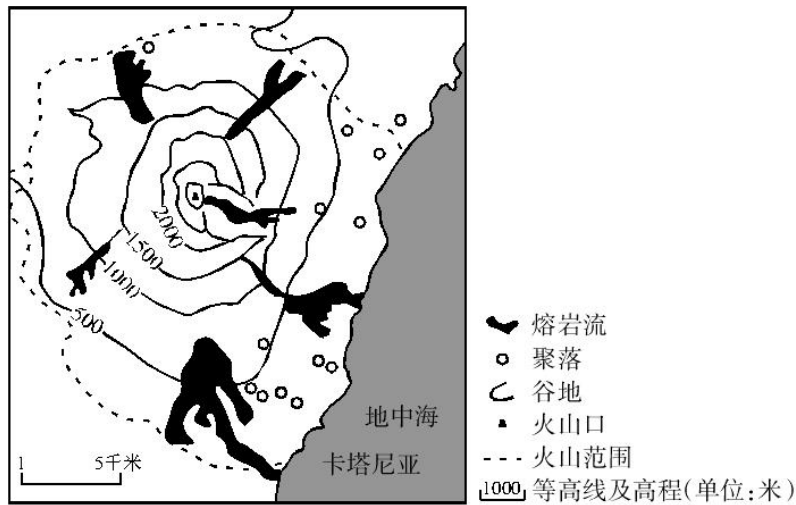 2000
1500
1000
500
地中海
卡塔尼亚
1 5千米
熔岩流
聚落
谷地
火山口
火山范围
1000 等高线及高程(单位:米)